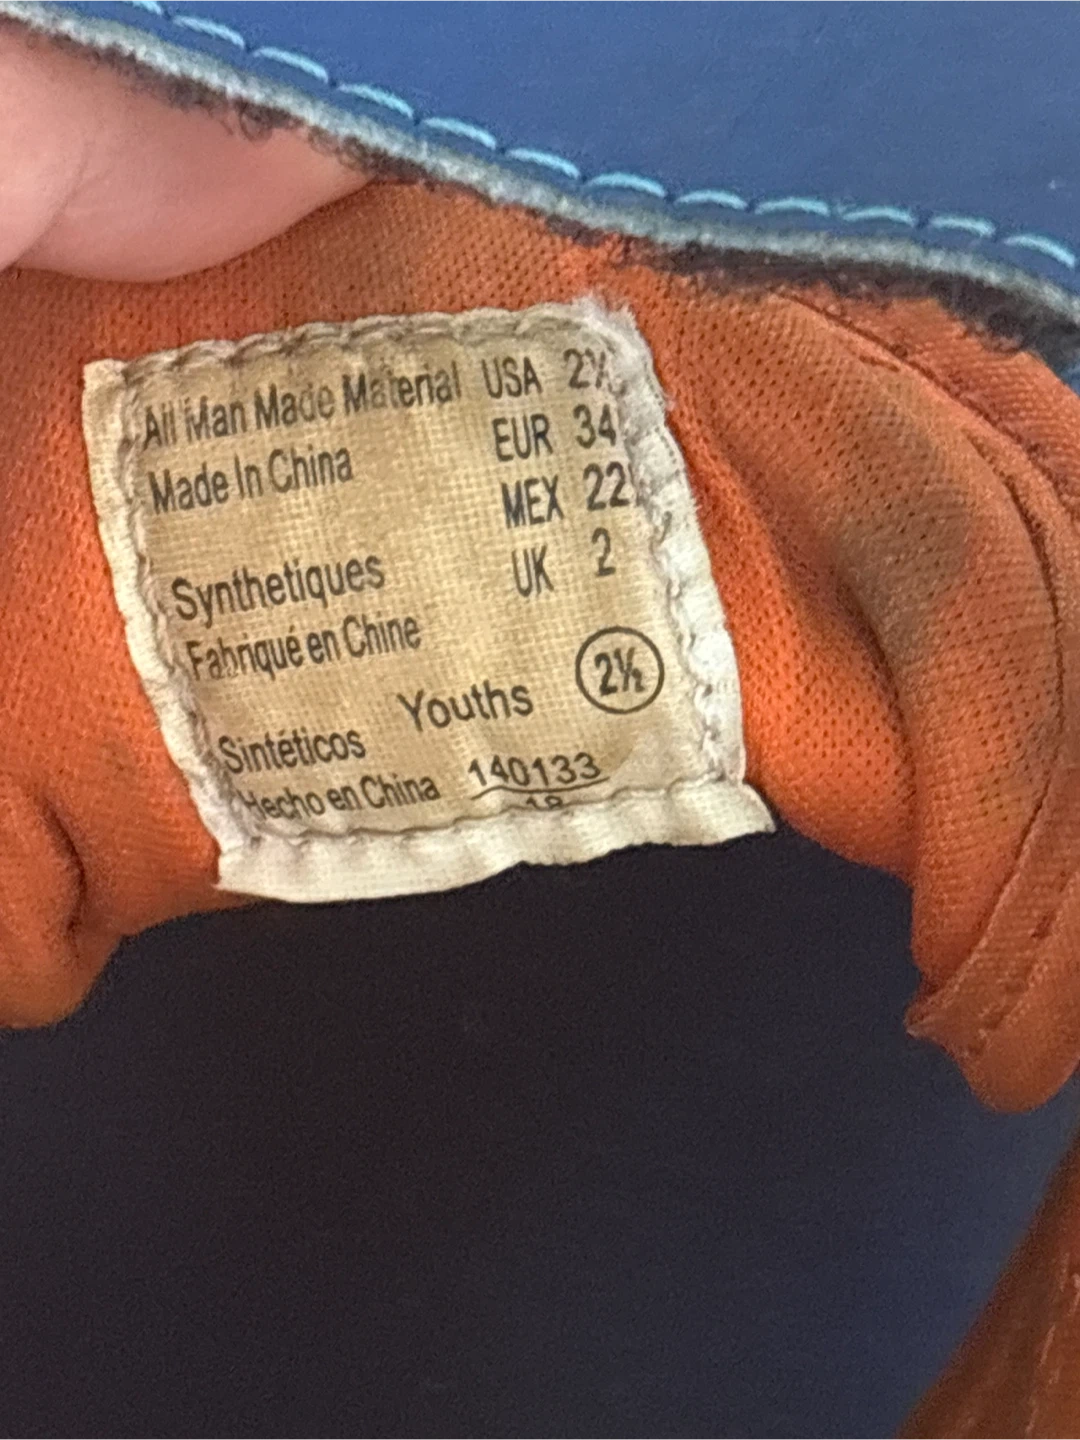 All Man Made Material USA 2½
Made In China EUR 34
MEX 22
Synthetiques UK 2
Fabriqué en Chine
Youths 2½
Sintéticos
Hecho en China 140133